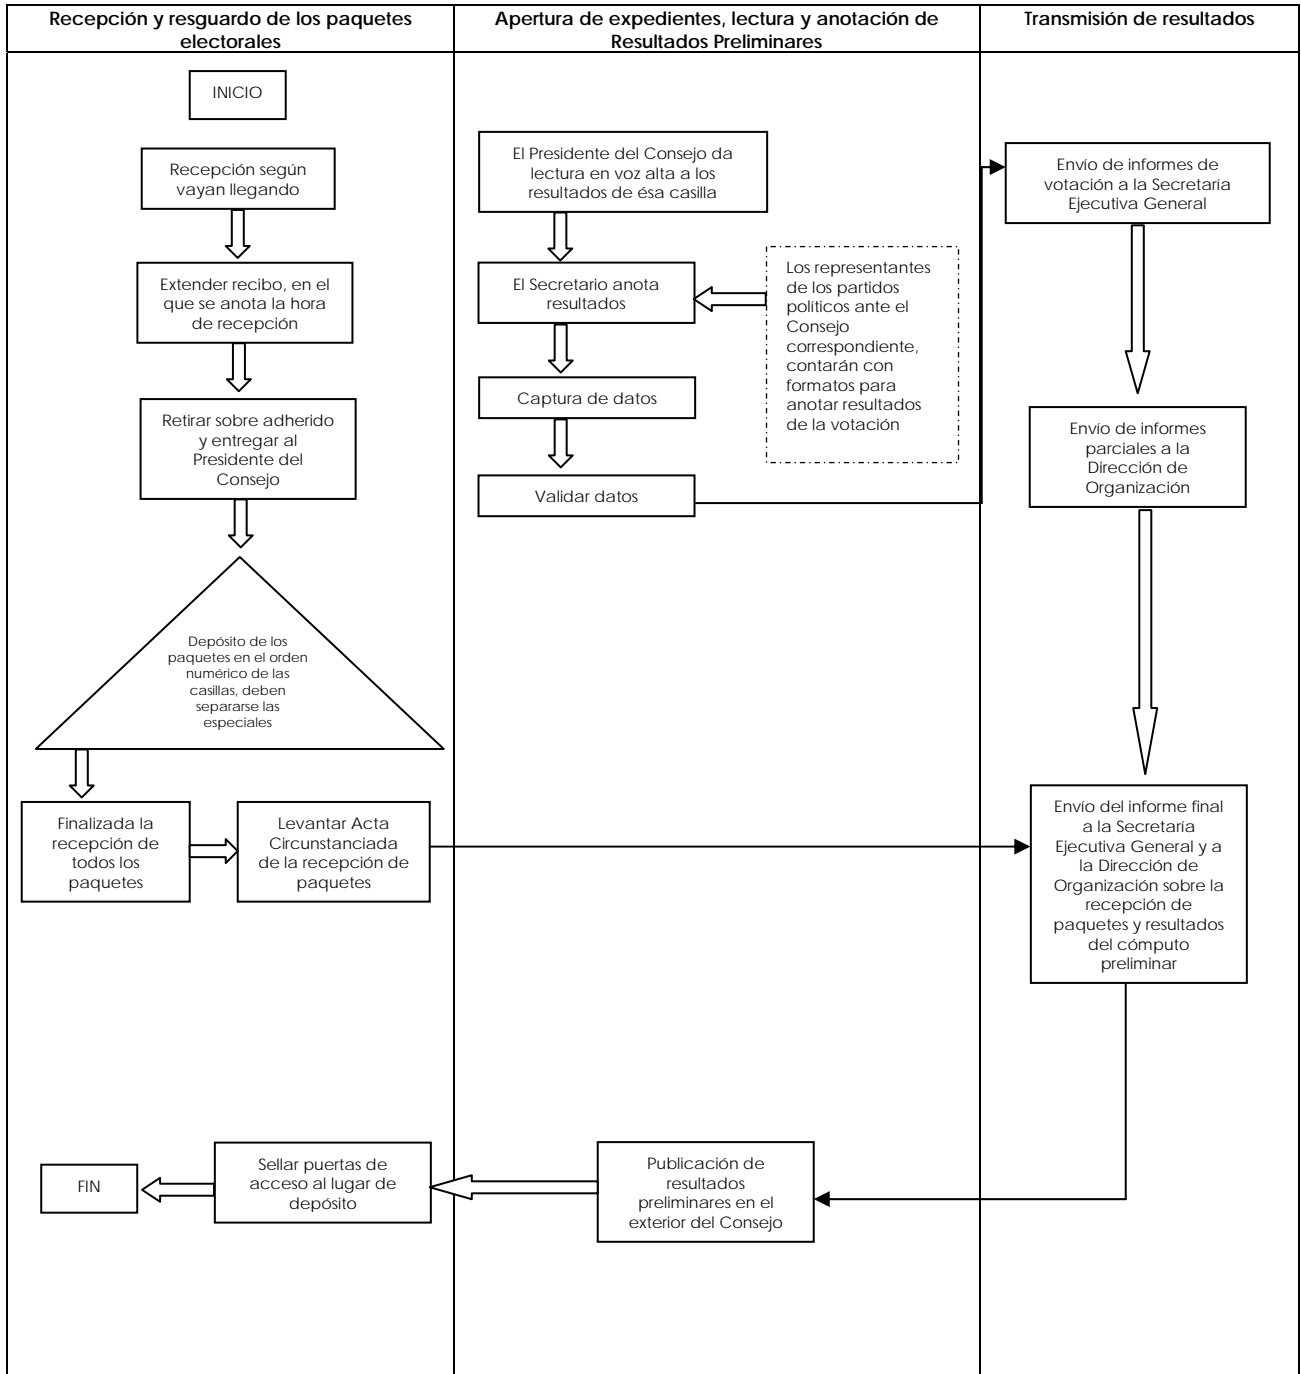 Recepción y resguardo de los paquetes
electorales
Apertura de expedientes, lectura y anotación de
Resultados Preliminares
Transmisión de resultados
INICIO
Recepción según
vayan llegando
Extender recibo, en el
que se anota la hora
de recepción
Retirar sobre adherido
y entregar al
Presidente del
Consejo
Depósito de los
paquetes en el orden
numérico de las
casillas, deben
separarse las
especiales
Finalizada la
recepción de
todos los
paquetes
Levantar Acta
Circunstanciada
de la recepción de
paquetes
El Presidente del Consejo da
lectura en voz alta a los
resultados de ésa casilla
El Secretario anota
resultados
Los representantes
de los partidos
políticos ante el
Consejo
correspondiente,
contarán con
formatos para
anotar resultados
de la votación
Captura de datos
Validar datos
Envío de informes de
votación a la Secretaría
Ejecutiva General
Envío de informes
parciales a la
Dirección de
Organización
Envío del informe final
a la Secretaría
Ejecutiva General y a
la Dirección de
Organización sobre la
recepción de
paquetes y resultados
del cómputo
preliminar
Publicación de
resultados
preliminares en el
exterior del Consejo
Sellar puertas de
acceso al lugar de
depósito
FIN